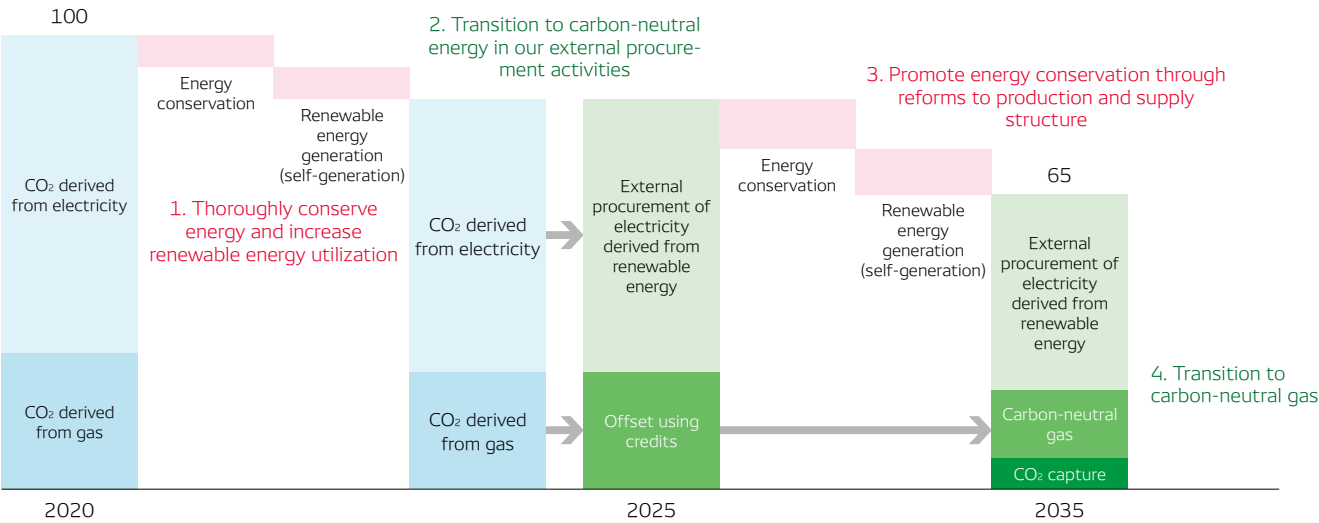 100
CO₂ derived
from electricity
CO₂ derived
from gas
2020
Energy
conservation
Renewable
energy
generation
(self-generation)
1. Thoroughly conserve
energy and increase
renewable energy utilization
2. Transition to carbon-neutral
energy in our external procure-
ment activities
CO₂ derived
from electricity
CO₂ derived
from gas
External
procurement of
electricity
derived from
renewable
energy
Offset using
credits
2025
Energy
conservation
Renewable
energy
generation
(self-generation)
3. Promote energy conservation through
reforms to production and supply
structure
65
External
procurement of
electricity
derived from
renewable
energy
Carbon-neutral
gas
CO₂ capture
2035
4. Transition to
carbon-neutral gas